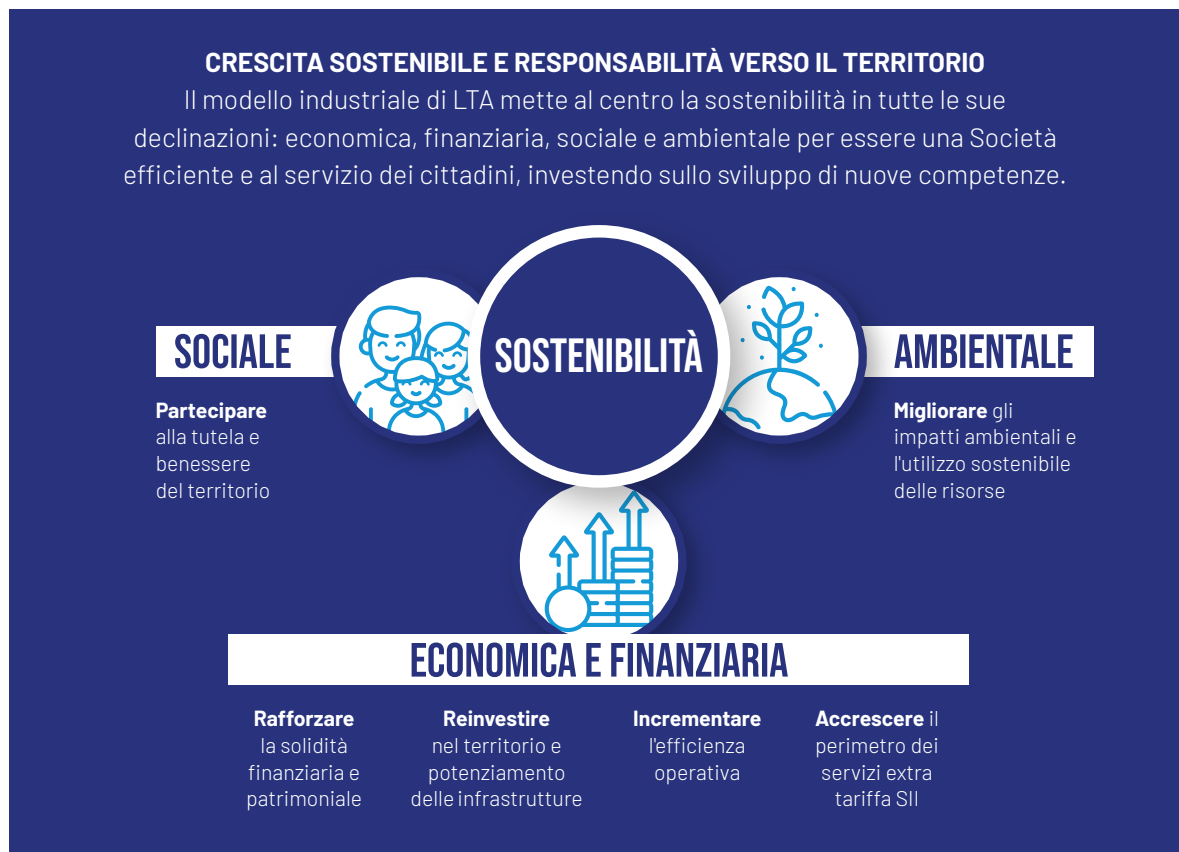 CRESCITA SOSTENIBILE E RESPONSABILITÀ VERSO IL TERRITORIO
Il modello industriale di LTA mette al centro la sostenibilità in tutte le sue
declinazioni: economica, finanziaria, sociale e ambientale per essere una Società
efficiente e al servizio dei cittadini, investendo sullo sviluppo di nuove competenze.
SOCIALE
SOSTENIBILITÀ
AMBIENTALE
Partecipare
alla tutela e
benessere
del territorio
Migliorare gli
impatti ambientali e
l'utilizzo sostenibile
delle risorse
ECONOMICA E FINANZIARIA
Rafforzare
la solidità
finanziaria e
patrimoniale
Reinvestire
nel territorio e
potenziamento
delle infrastrutture
Incrementare
l'efficienza
operativa
Accrescere il
perimetro dei
servizi extra
tariffa SII